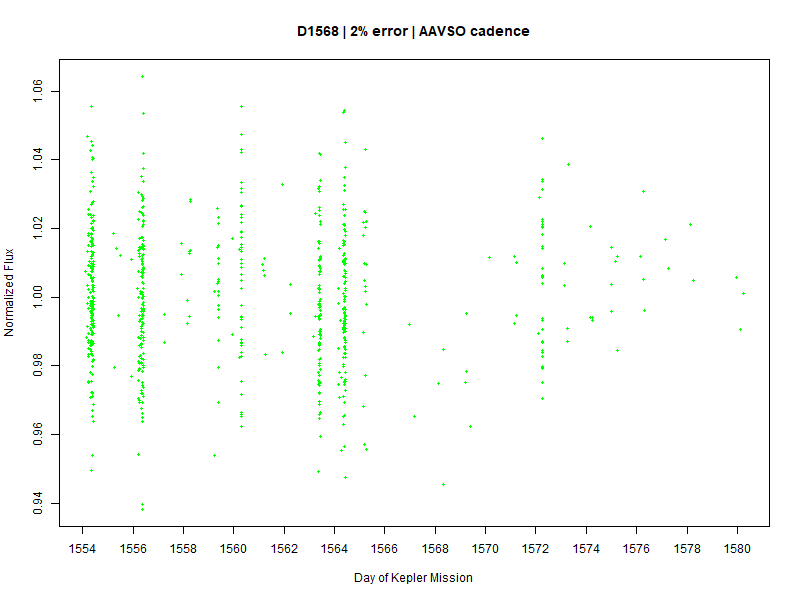 D1568 | 2% error | AAVSO cadence
Normalized Flux
1.06
1.04
1.02
1.00
0.98
0.96
0.94
1554 1556 1558 1560 1562 1564 1566 1568 1570 1572 1574 1576 1578 1580
Day of Kepler Mission